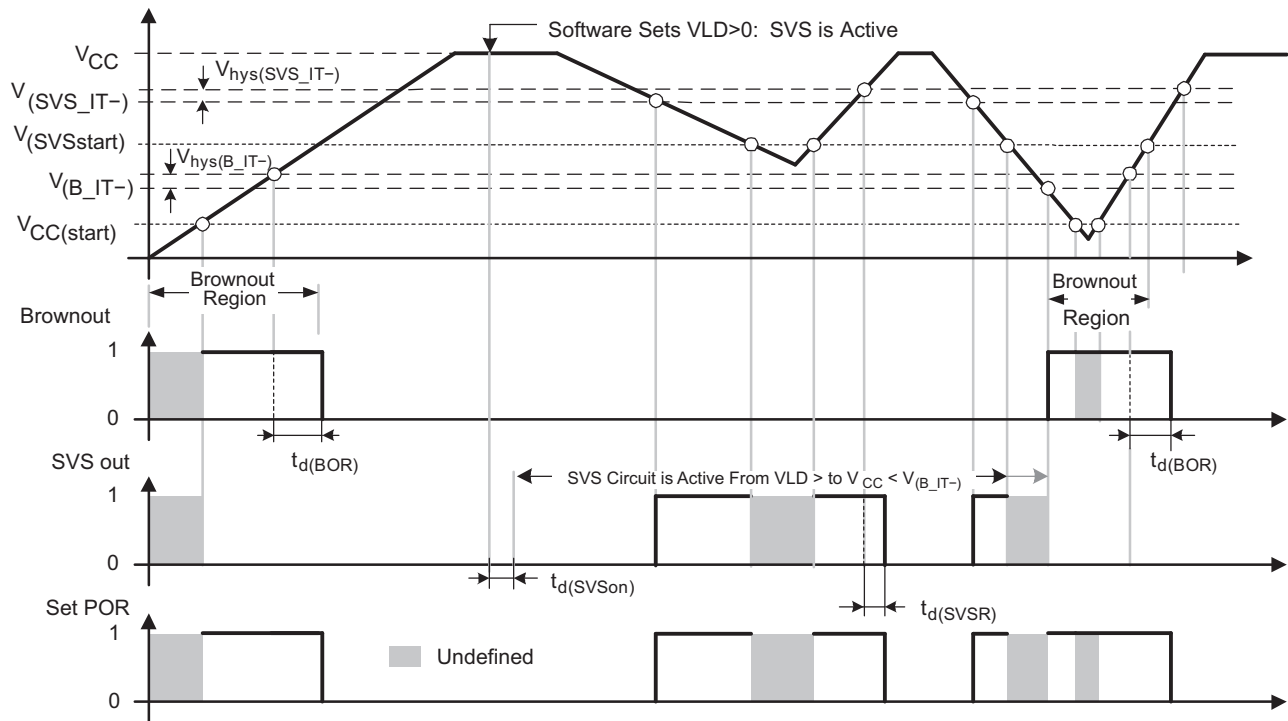 Software Sets VLD>0: SVS is Active
VCC
Vhys(SVS_IT−)
V(SVS_IT−)
V(SVSstart)
Vhys(B_IT−)
V(B_IT−)
VCC(start)
Brownout
Region
Brownout
Region
Brownout
1
0
td(BOR)
td(BOR)
SVS out
SVS Circuit is Active From VLD > to VCC < V(B_IT−)
1
0
td(SVSon)
td(SVSR)
Set POR
1
Undefined
0